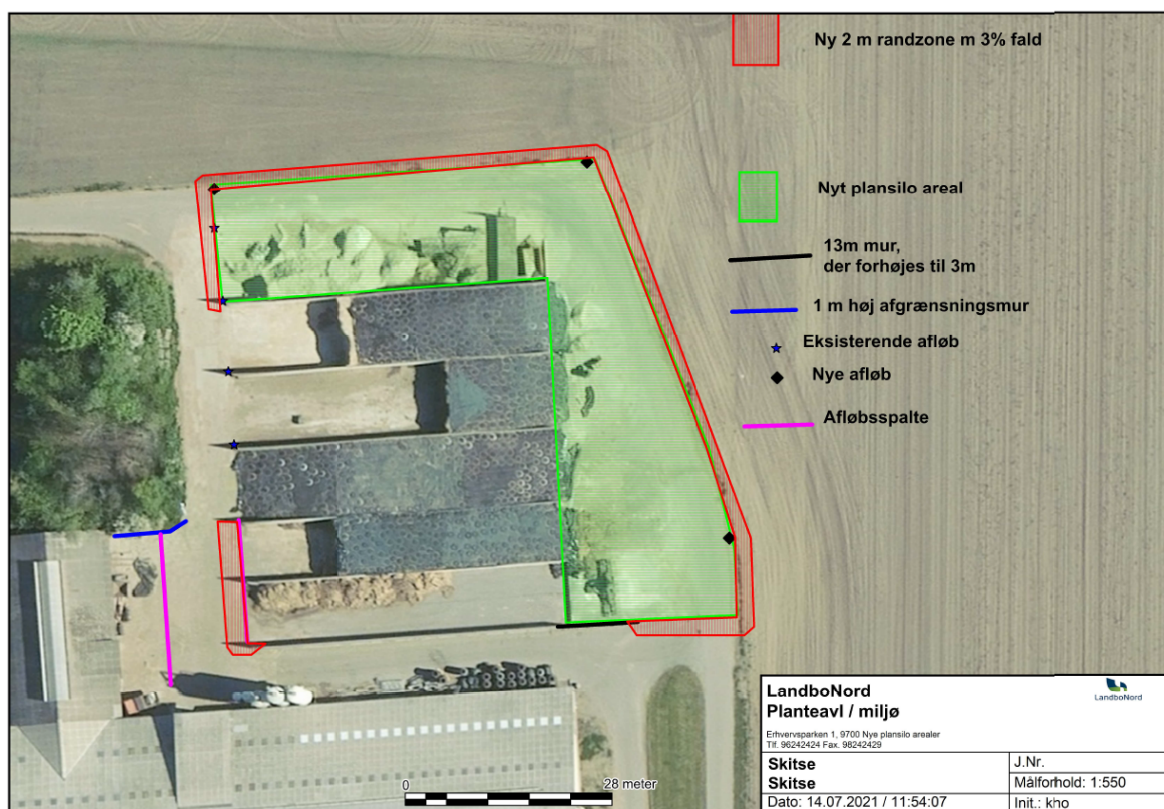 Ny 2 m randzone m 3% fald
Nyt plansilo areal
13m mur,
der forhøjes til 3m
1 m høj afgrænsningsmur
Eksisterende afløb
Nye afløb
Afløbsspalte
0
28 meter
LandboNord
Planteavl / miljø
LandboNord
Erhvervsparken 1, 9700 Nye plansilo arealer
Tlf. 96242424 Fax. 98242429
Skitse
Skitse
Dato: 14.07.2021 / 11:54:07
J.Nr.
Målforhold: 1:550
Init.: kho